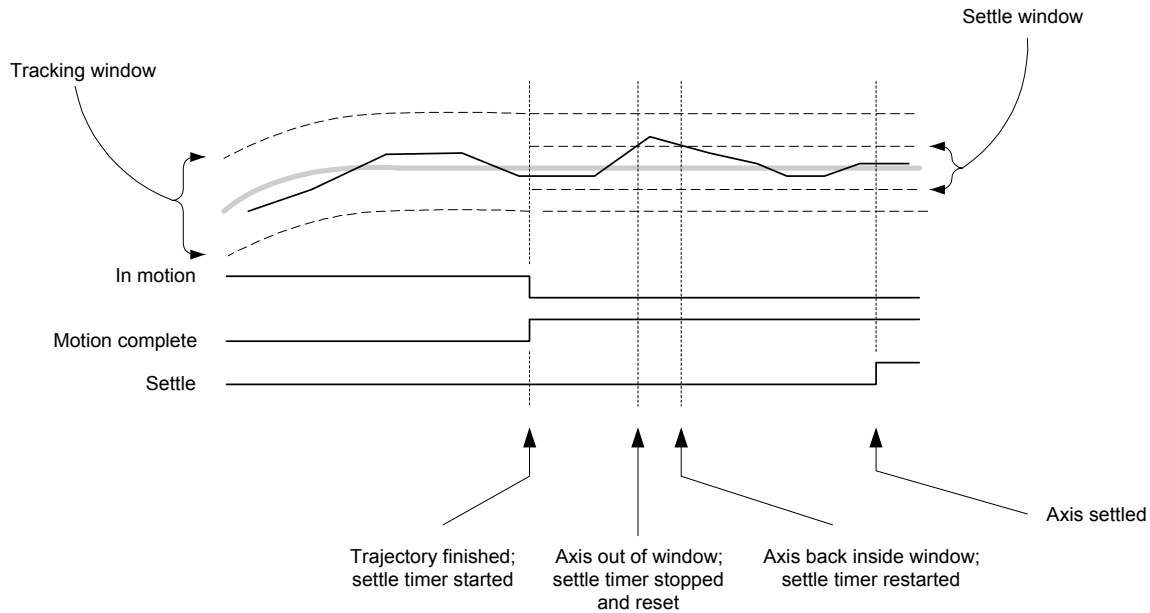 Settle window
Tracking window
In motion
Motion complete
Settle
Axis settled
Trajectory finished;
settle timer started
Axis out of window;
settle timer stopped
and reset
Axis back inside window;
settle timer restarted